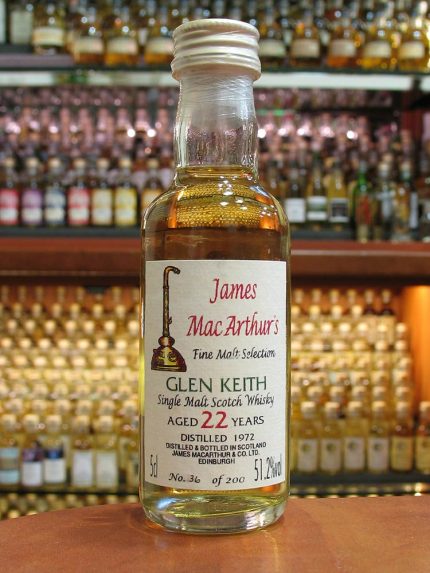 James
MacArthur's
Fine Malt Selection
GLEN KEITH
Single Malt Scotch Whisky
AGED 22 YEARS
DISTILLED 1972
DISTILLED & BOTTLED IN SCOTLAND
JAMES MACARTHUR & CO. LTD.
EDINBURGH
5cl 51.2%vol
No. 36 of 200